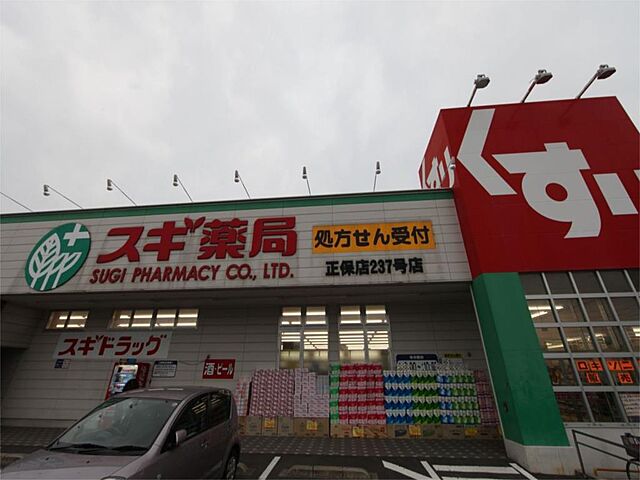 くすり
スギ薬局
SUGI PHARMACY CO., LTD.
処方せん受付
正保店237号店
スギドラッグ
酒・ビール